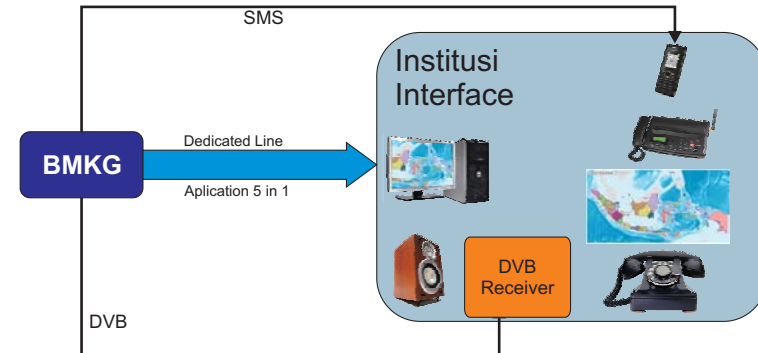 SMS
Institusi
Interface
Dedicated Line
BMKG
Aplication 5 in 1
DVB
Receiver
DVB